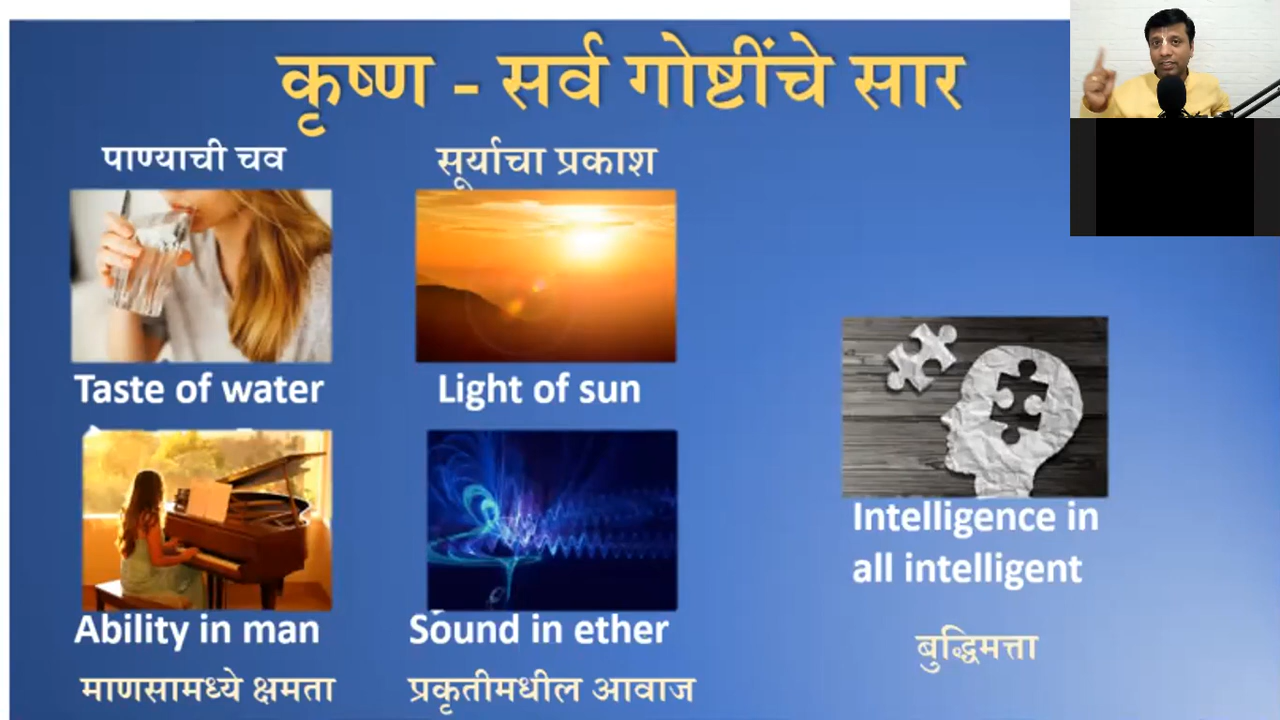 कृष्ण - सर्व गोष्टींचे सार
पाण्याची चव
सूर्याचा प्रकाश
Taste of water
Light of sun
Ability in man
माणसामध्ये क्षमता
Sound in ether
प्रकृतीमधील आवाज
Intelligence in
all intelligent
बुद्धिमत्ता